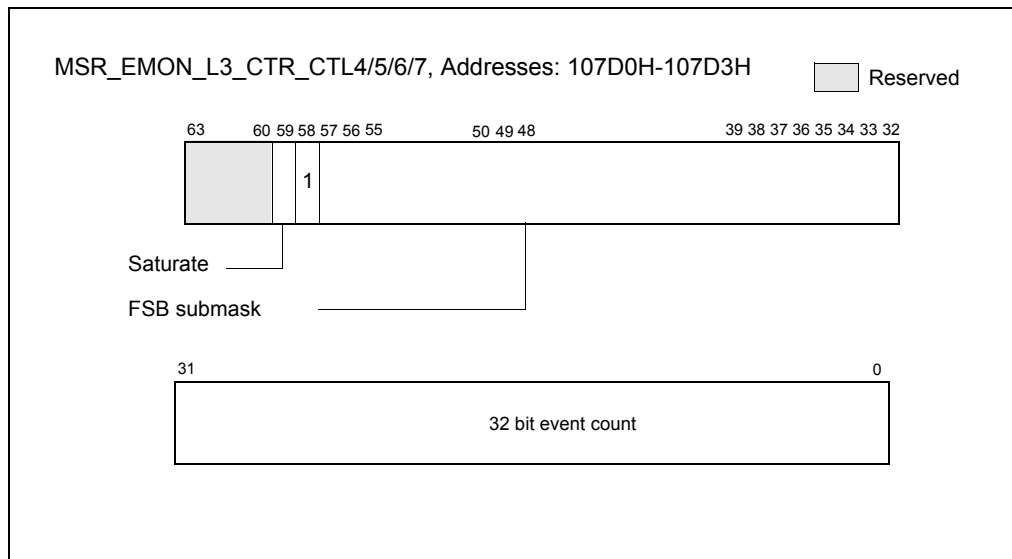 MSR_EMON_L3_CTR_CTL4/5/6/7, Addresses: 107D0H-107D3H
Reserved
63 60 59 58 57 56 55 50 49 48 39 38 37 36 35 34 33 32
1
Saturate
FSB submask
31 0
32 bit event count